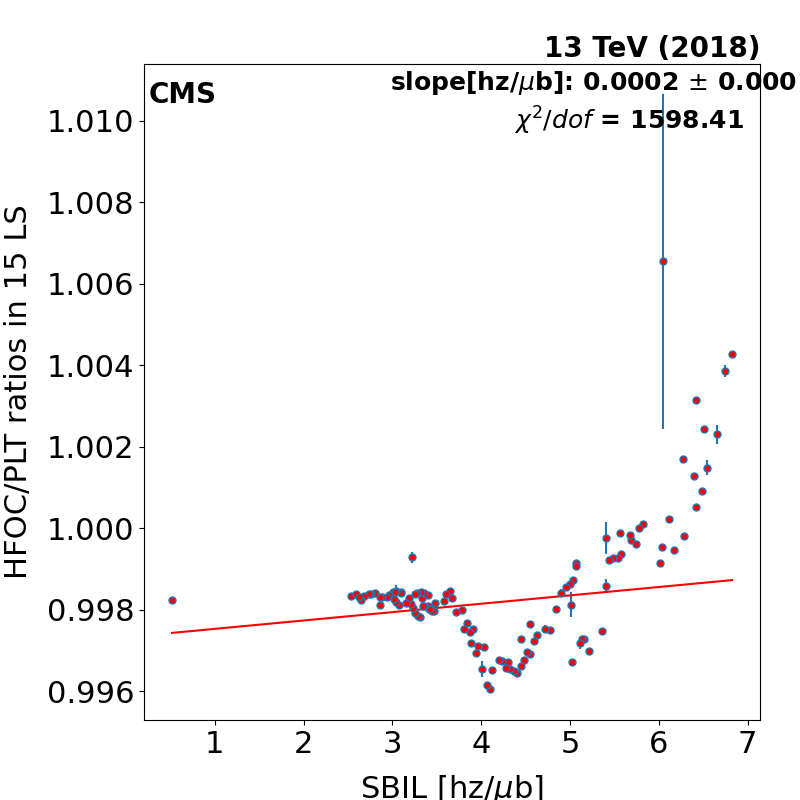 13 TeV (2018)
CMS
slope[hz/μb]: 0.0002 ± 0.000
χ²/dof = 1598.41
HFOC/PLT ratios in 15 LS
1.010
1.008
1.006
1.004
1.002
1.000
0.998
0.996
1 2 3 4 5 6 7
SBIL [hz/μb]